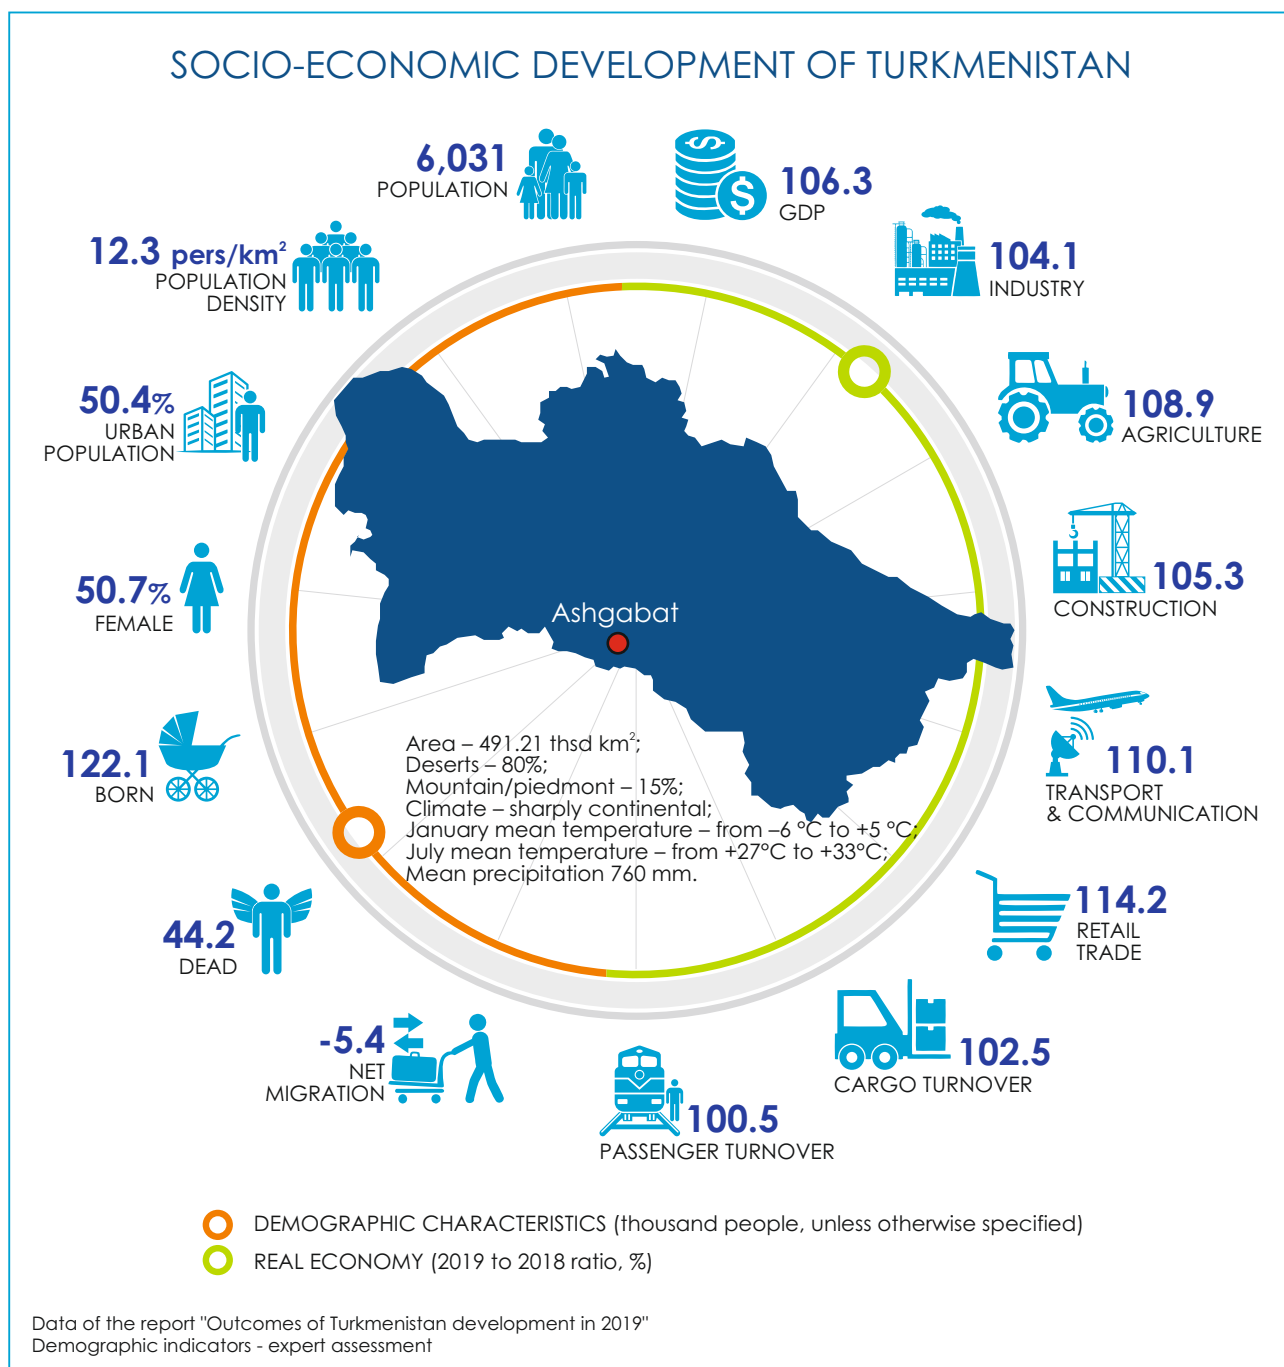 SOCIO-ECONOMIC DEVELOPMENT OF TURKMENISTAN
6,031
POPULATION
106.3
GDP
12.3 pers/km²
POPULATION
DENSITY
104.1
INDUSTRY
50.4%
URBAN
POPULATION
108.9
AGRICULTURE
50.7%
FEMALE
105.3
CONSTRUCTION
Ashgabat
122.1
BORN
110.1
TRANSPORT
& COMMUNICATION
Area – 491.21 thsd km²;
Deserts – 80%;
Mountain/piedmont – 15%;
Climate – sharply continental;
January mean temperature – from –6 °C to +5 °C;
July mean temperature – from +27°C to +33°C;
Mean precipitation 760 mm.
44.2
DEAD
114.2
RETAIL
TRADE
-5.4
NET
MIGRATION
102.5
CARGO TURNOVER
100.5
PASSENGER TURNOVER
DEMOGRAPHIC CHARACTERISTICS (thousand people, unless otherwise specified)
REAL ECONOMY (2019 to 2018 ratio, %)
Data of the report "Outcomes of Turkmenistan development in 2019"
Demographic indicators - expert assessment